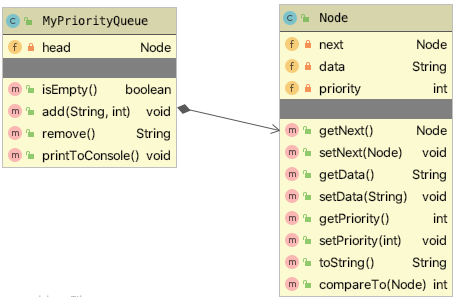 MyPriorityQueue
head Node
isEmpty() boolean
add(String, int) void
remove() String
printToConsole() void
Node
next Node
data String
priority int
getNext() Node
setNext(Node) void
getData() String
setData(String) void
getPriority() int
setPriority(int) void
toString() String
compareTo(Node) int